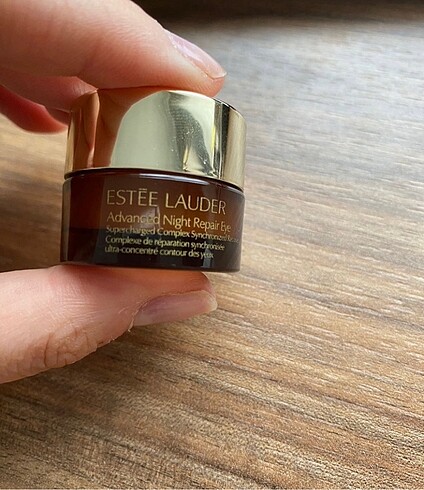 ESTĒE LAUDER
Advanced Night Repair Eye
Supercharged Complex Synchronized
Complexe de réparation synchronisée
ultra-concentré contour des yeux